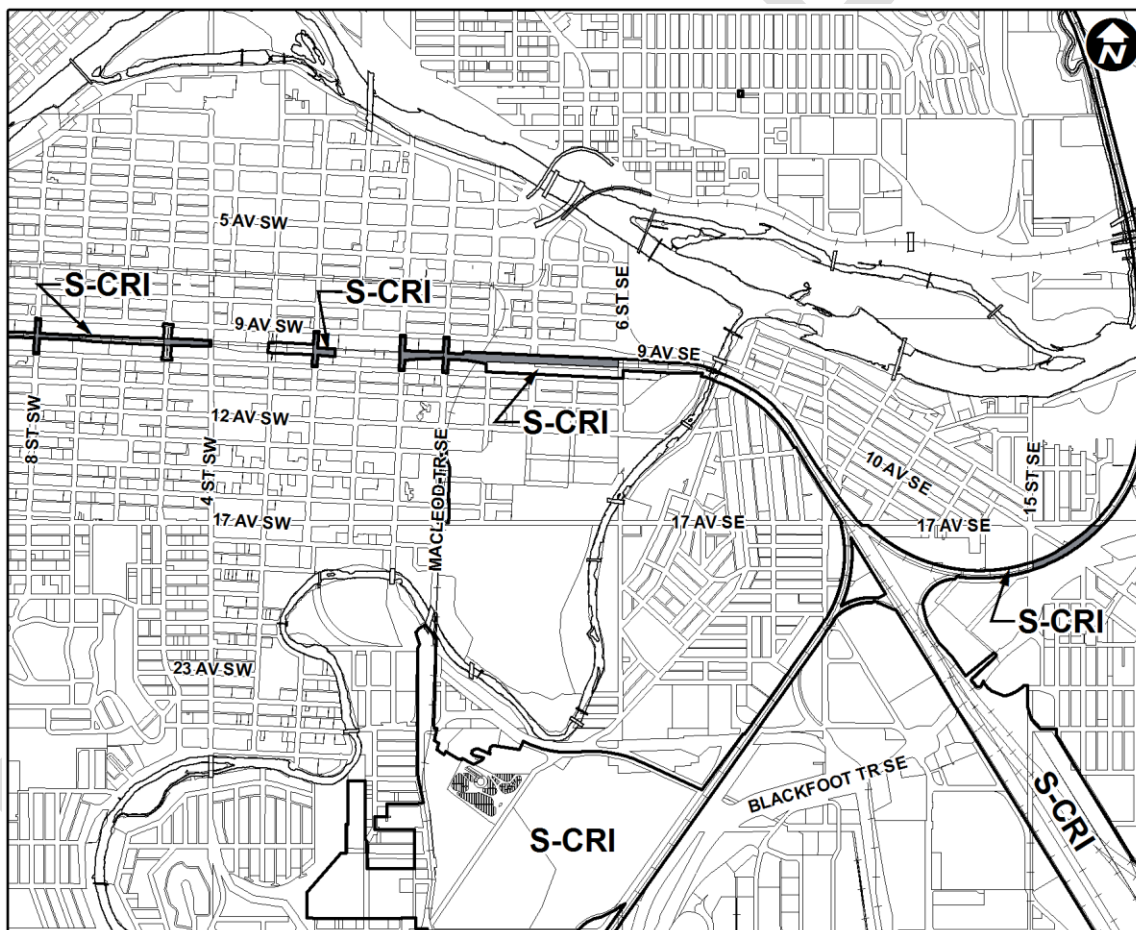 N
5 AV SW
S-CRI
S-CRI
6 ST SE
9 AV SW
9 AV SE
S-CRI
12 AV SW
8 ST SW
4 ST SW
MACLEOD TR SE
10 AV SE
15 ST SE
17 AV SW
17 AV SE
17 AV SE
S-CRI
23 AV SW
BLACKFOOT TR SE
S-CRI
S-CRI